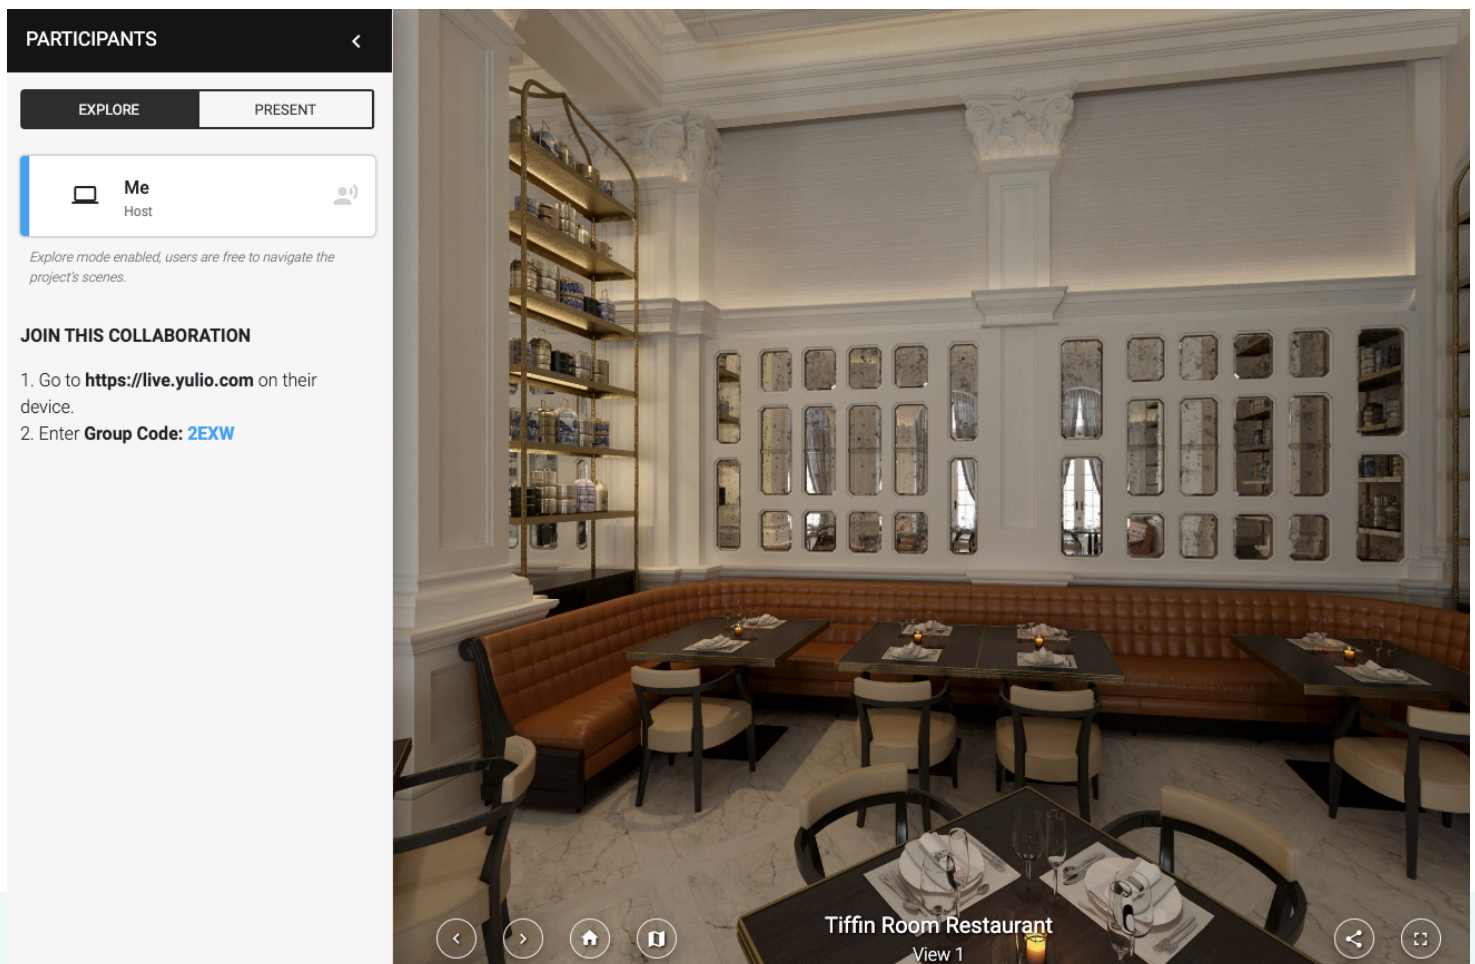 PARTICIPANTS
EXPLORE
PRESENT
Me
Host
Explore mode enabled, users are free to navigate the
project's scenes.
JOIN THIS COLLABORATION
1. Go to https://live.yulio.com on their
device.
2. Enter Group Code: 2EXW
Tiffin Room Restaurant
View 1